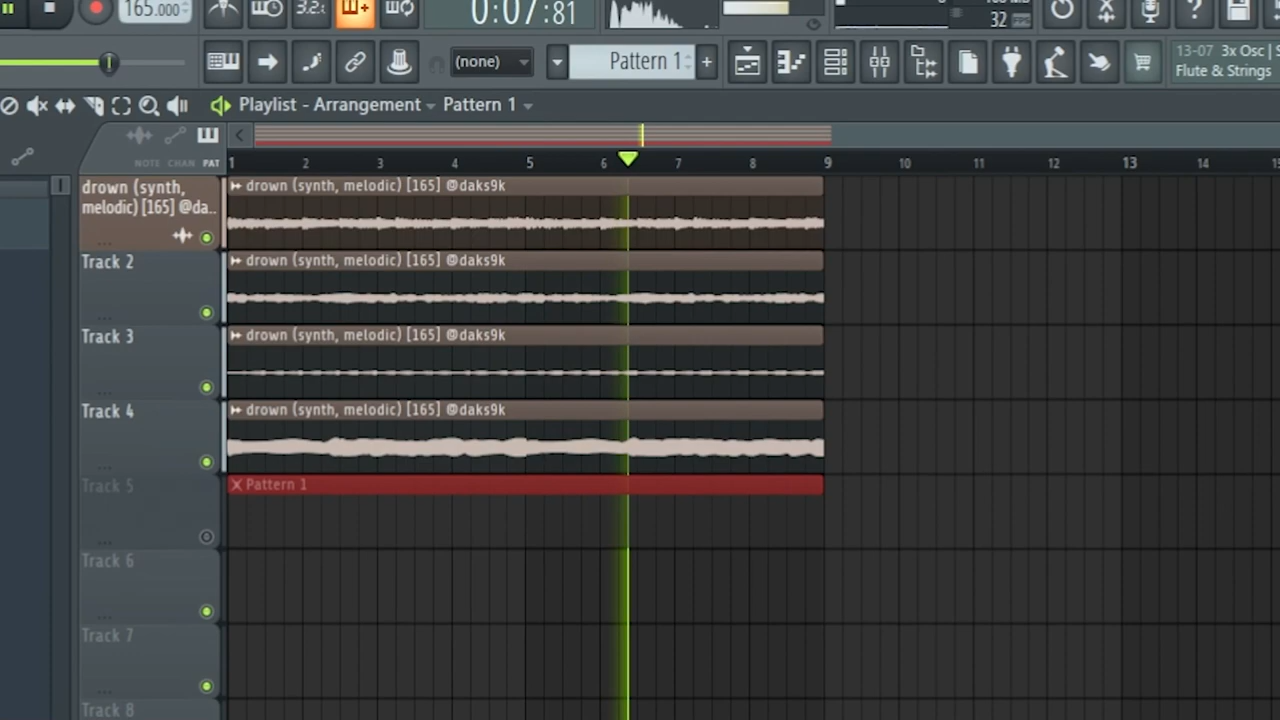 165.000
3.2.
0:07:81
32
(none)
Pattern 1
+
13-07 3x Osc | S
Flute & Strings
Playlist - Arrangement
Pattern 1
NOTE CHAN PAT
1 2 3 4 5 6 7 8 9 10 11 12 13 14
drown (synth,
melodic) [165] @da..
drown (synth, melodic) [165] @daks9k
Track 2
drown (synth, melodic) [165] @daks9k
Track 3
drown (synth, melodic) [165] @daks9k
Track 4
drown (synth, melodic) [165] @daks9k
Track 5
Pattern 1
Track 6
Track 7
Track 8